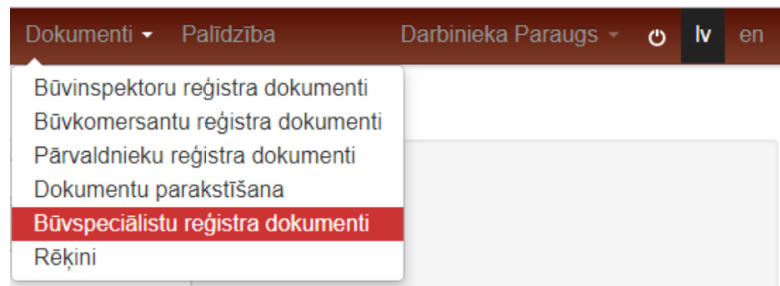 Dokumenti Palīdzība Darbinieka Paraugs lv en
Būvinspektoru reģistra dokumenti
Būvkomersantu reģistra dokumenti
Pārvaldnieku reģistra dokumenti
Dokumentu parakstīšana
Būvspeciālistu reģistra dokumenti
Rēķini